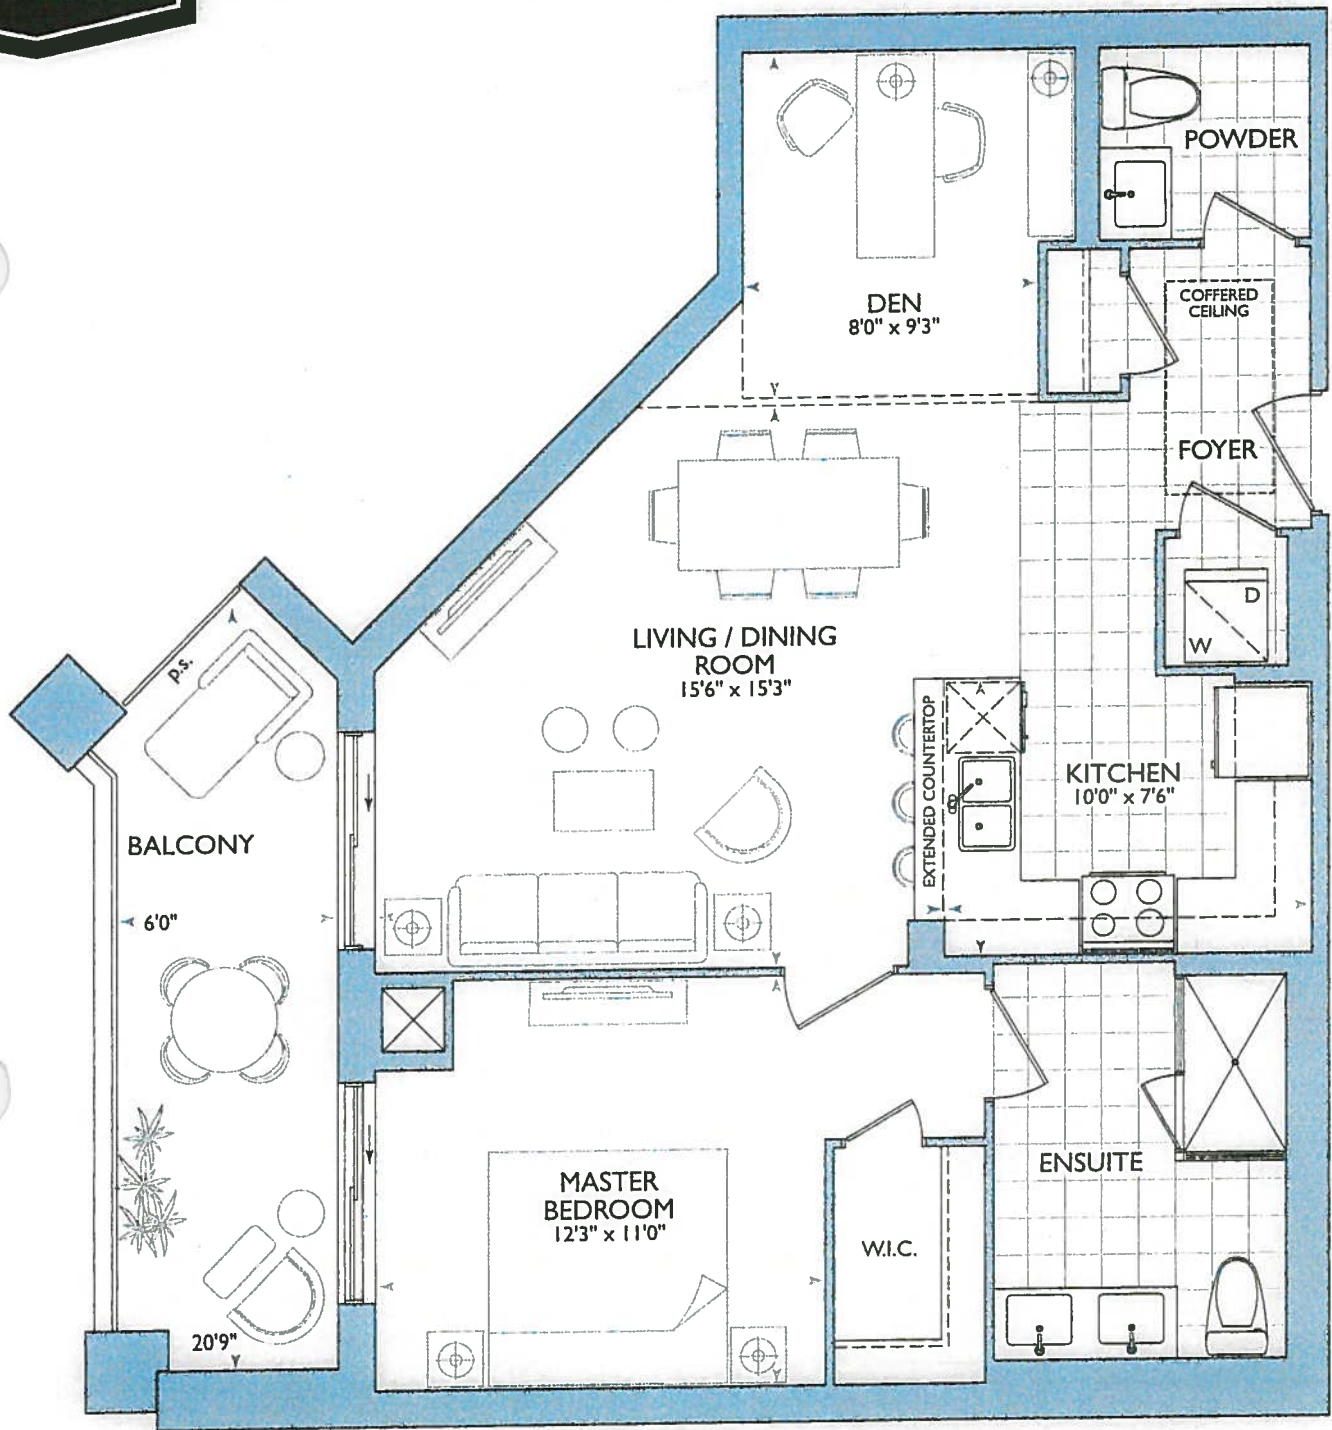 POWDER
DEN
8'0" x 9'3"
COFFERED
CEILING
FOYER
D
W
LIVING / DINING
ROOM
15'6" x 15'3"
p.s.
EXTENDED COUNTERTOP
KITCHEN
10'0" x 7'6"
BALCONY
6'0"
MASTER
BEDROOM
12'3" x 11'0"
ENSUITE
W.I.C.
20'9"